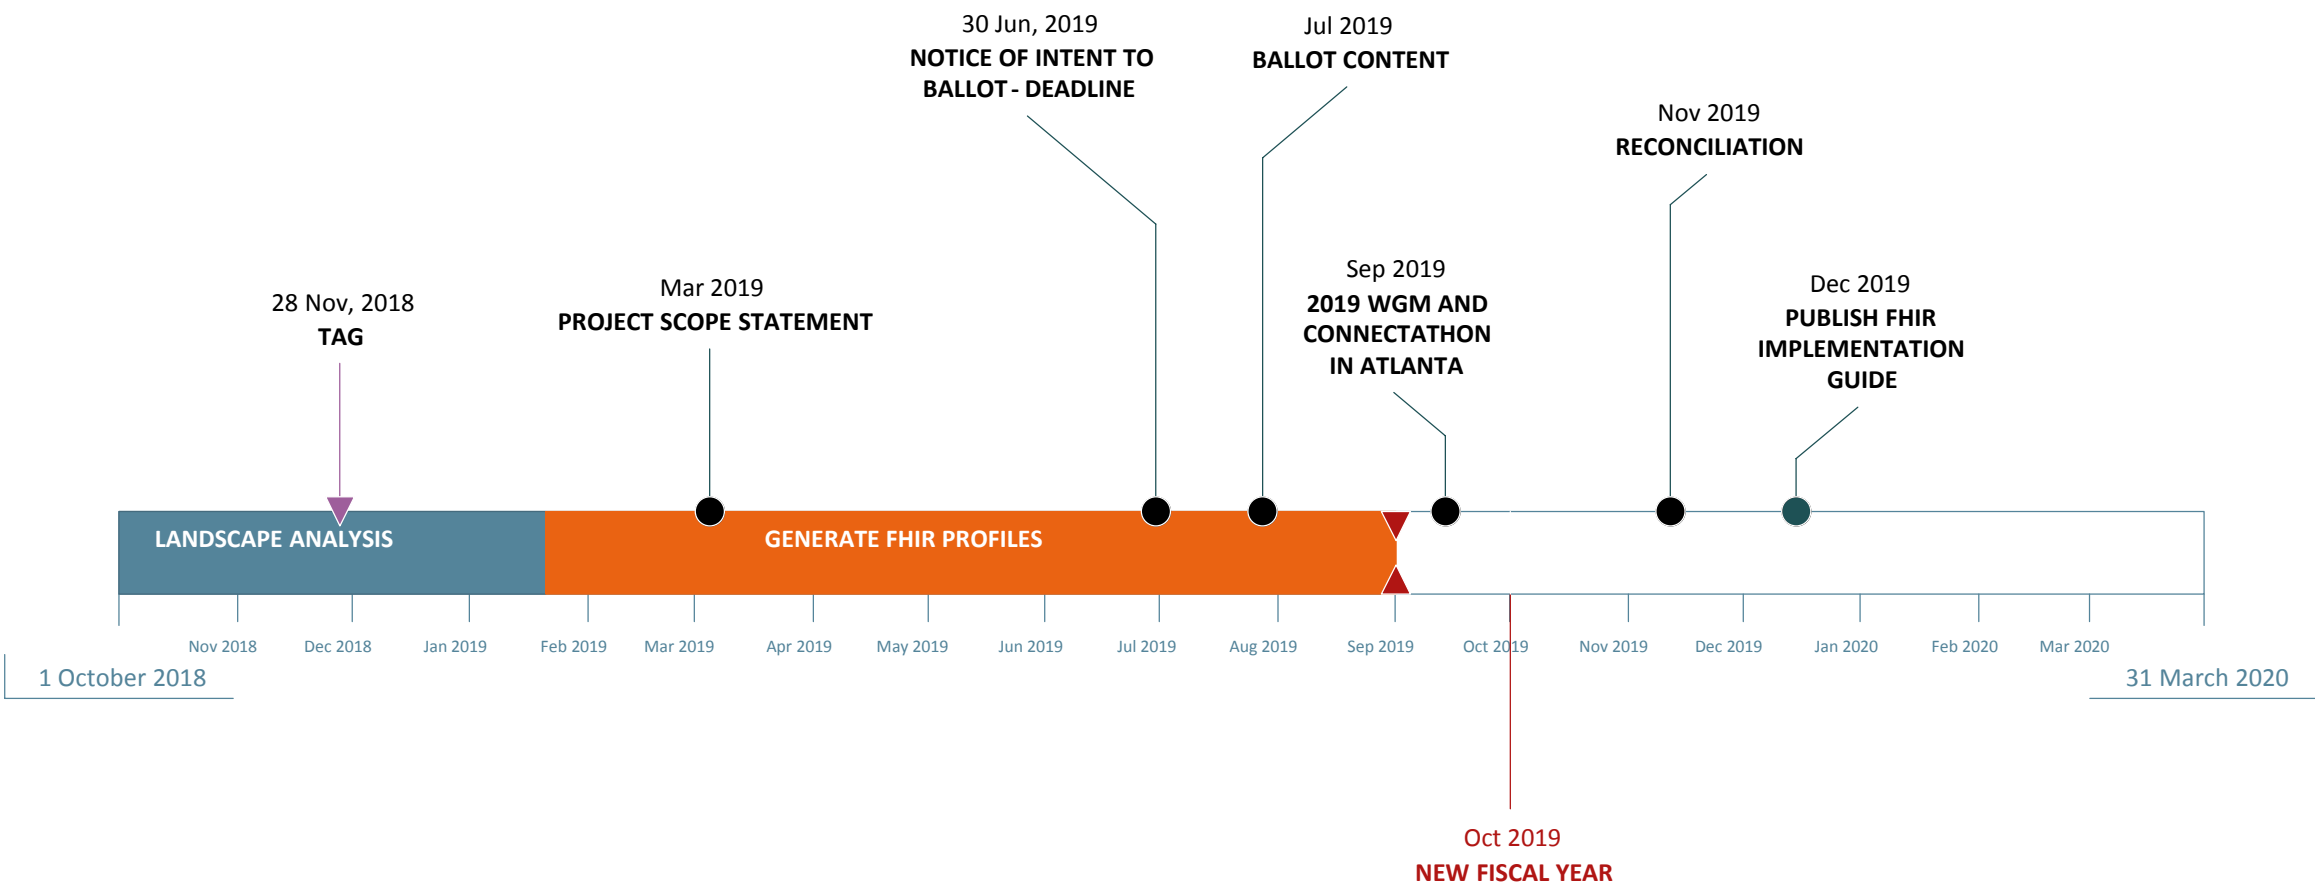 30 Jun, 2019
NOTICE OF INTENT TO
BALLOT - DEADLINE
Jul 2019
BALLOT CONTENT
Nov 2019
RECONCILIATION
28 Nov, 2018
TAG
Mar 2019
PROJECT SCOPE STATEMENT
Sep 2019
2019 WGM AND
CONNECTATHON
IN ATLANTA
Dec 2019
PUBLISH FHIR
IMPLEMENTATION
GUIDE
LANDSCAPE ANALYSIS
GENERATE FHIR PROFILES
Nov 2018
Dec 2018
Jan 2019
Feb 2019
Mar 2019
Apr 2019
May 2019
Jun 2019
Jul 2019
Aug 2019
Sep 2019
Oct 2019
Nov 2019
Dec 2019
Jan 2020
Feb 2020
Mar 2020
1 October 2018
31 March 2020
Oct 2019
NEW FISCAL YEAR